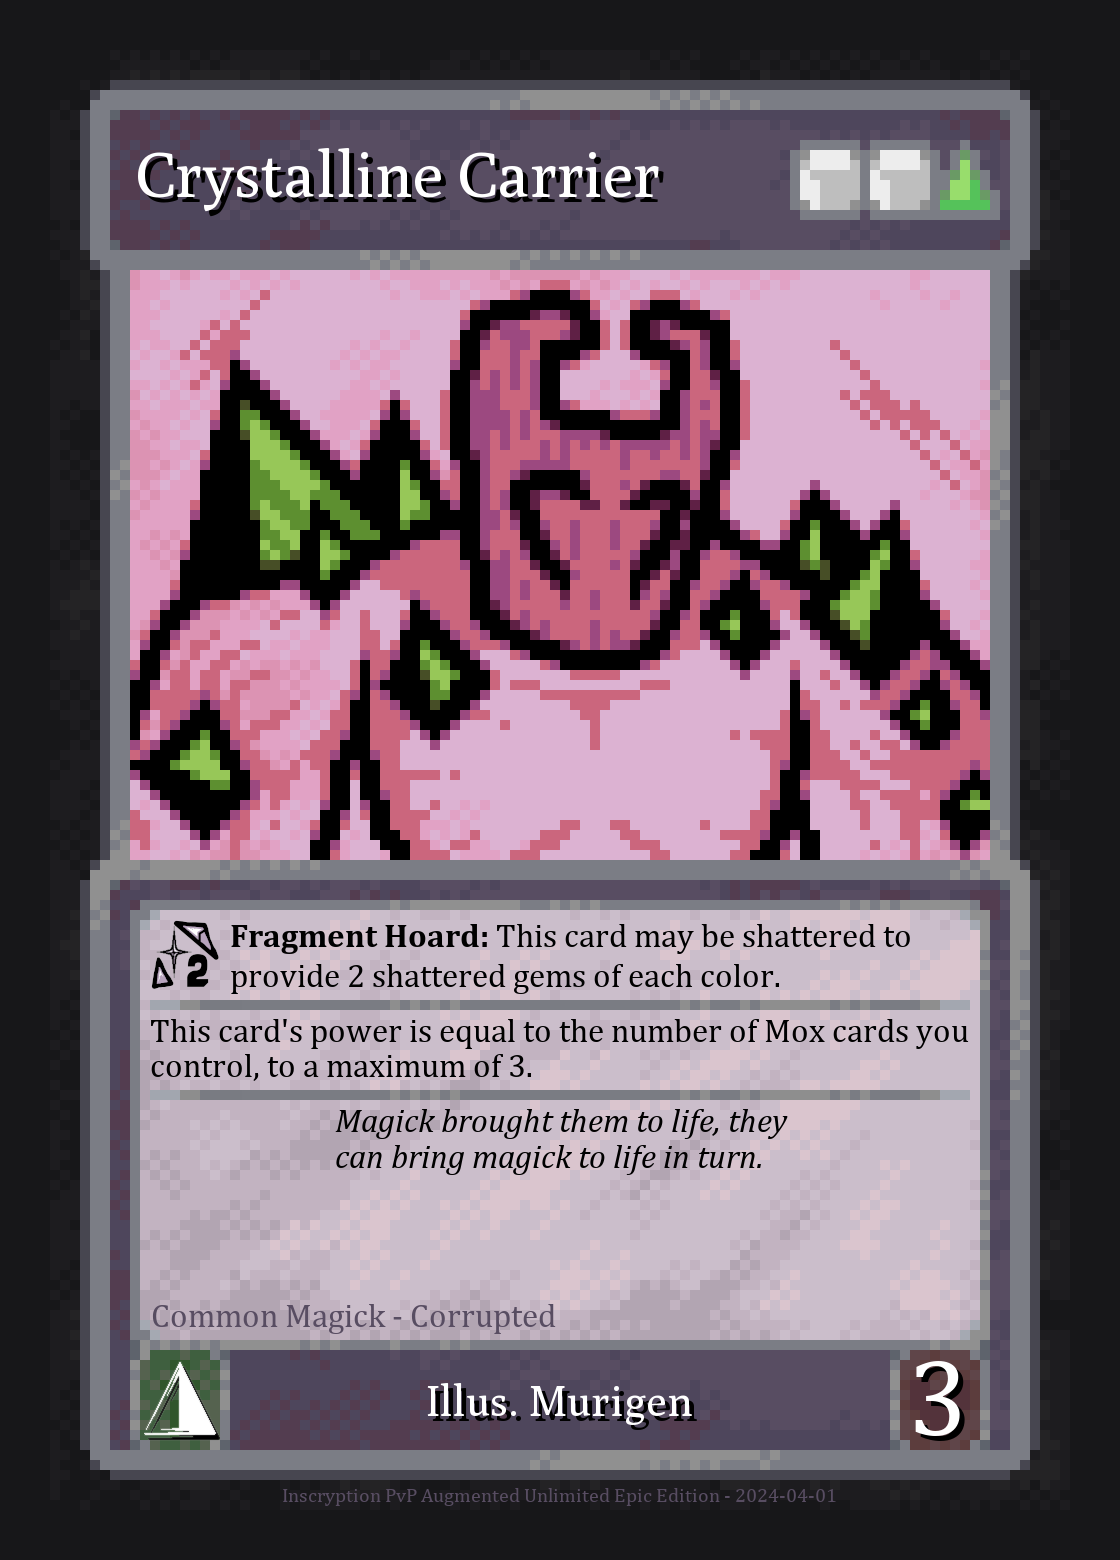 Crystalline Carrier
2
Fragment Hoard: This card may be shattered to
provide 2 shattered gems of each color.
This card's power is equal to the number of Mox cards you
control, to a maximum of 3.
Magick brought them to life, they
can bring magick to life in turn.
Common Magick - Corrupted
Illus. Murigen
3
Inscryption PvP Augmented Unlimited Epic Edition - 2024-04-01